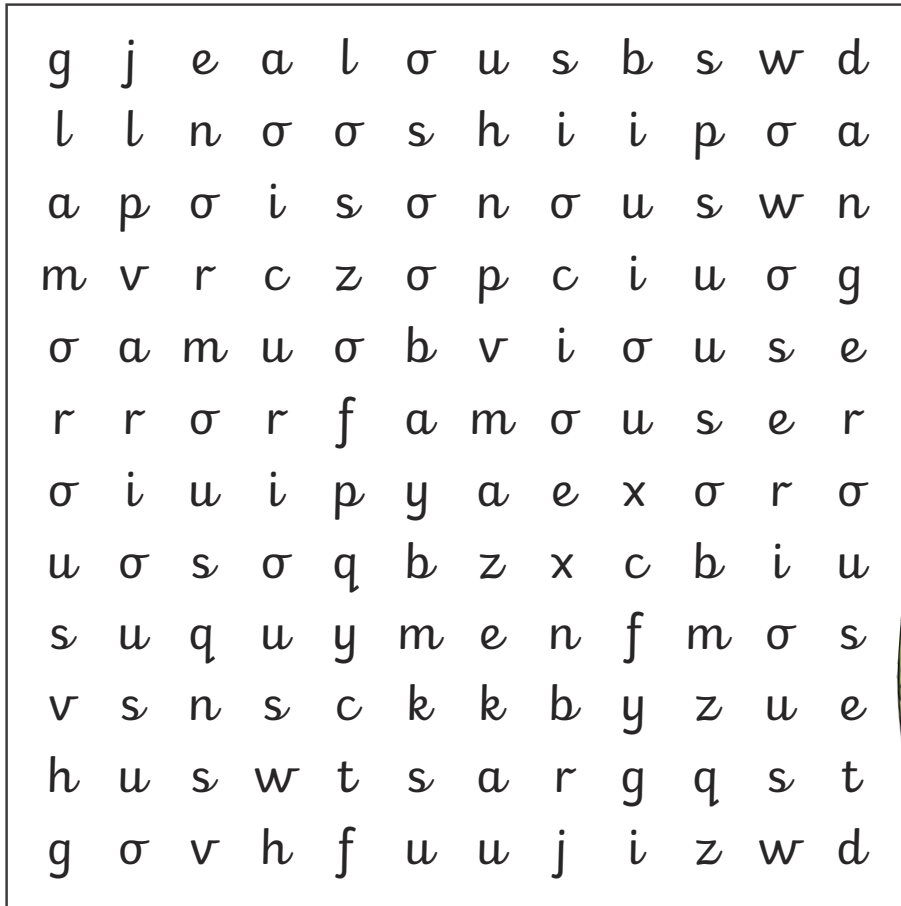 g j e a l o u s b s w d
l l n o o s h i i p o a
a p o i s o n o u s w n
m v r c z o p c i u o g
o a m u o b v i o u s e
r r o r f a m o u s e r
o i u i p y a e x o r o
u o s o q b z x c b i u
s u q u y m e n f m o s
v s n s c k k b y z u e
h u s w t s a r g q s t
g o v h f u u j i z w d